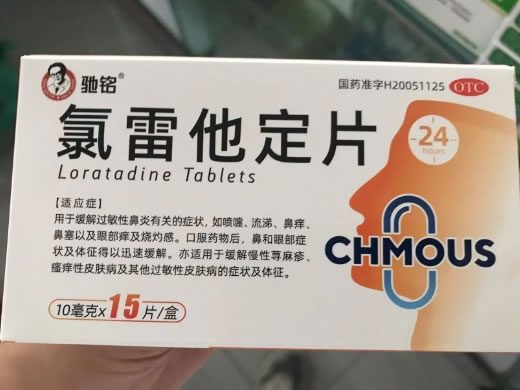 驰铭®
国药准字H20051125 OTC
氯雷他定片
Loratadine Tablets
24
hours
【适应症】
用于缓解过敏性鼻炎有关的症状，如喷嚏、流涕、鼻痒、
鼻塞以及眼部痒及烧灼感。口服药物后，鼻和眼部症
状及体征得以迅速缓解。亦适用于缓解慢性荨麻疹、
瘙痒性皮肤病及其他过敏性皮肤病的症状及体征。
CHMOUS
10毫克x15片/盒